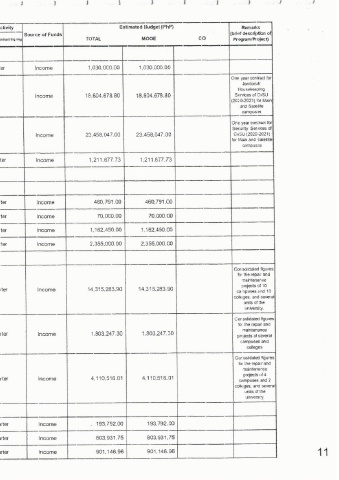 ctivity
Source of Funds
Estimated Budget (PhP)
TOTAL
MOOE
CO
Remarks
(brief description of
Program/Project)
ter Income 1,030,000.00 1,030,000.00
Income 18,604,678.80 18,604,678.80
One year contract for
Janitorial/
Housekeeping
Services of CvSU
(2020-2021) for Main
and Satellite
campuses
Income 23,458,047.00 23,458,047.00
One year contract for
Security Services of
CvSU (2020-2021)
for Main and Satellite
campuses
ter Income 1,211,677.73 1,211,677.73
ter Income 460,791.00 460,791.00
ter Income 70,000.00 70,000.00
ter Income 1,162,450.00 1,162,450.00
ter Income 2,355,000.00 2,355,000.00
ter Income 14,315,283.90 14,315,283.90
Consolidated figures
for the repair and
maintenance
projects of 10
campuses and 10
colleges, and several
units of the
university.
ter Income 1,803,247.30 1,803,247.30
Consolidated figures
for the repair and
maintenance
projects of several
campuses and
colleges
ter Income 4,110,516.01 4,110,516.01
Consolidated figures
for the repair and
maintenance
projects of 4
campuses and 2
colleges, and several
units of the
university
rter Income 193,792.00 193,792.00
rter Income 803,931.75 803,931.75
rter Income 901,146.96 901,146.96
11